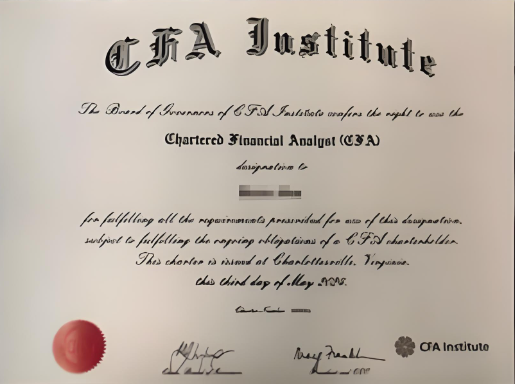 CFA Institute
The Board of Governors of CFA Institute confers the right to use the
Chartered Financial Analyst (CFA)
designation to
for fulfilling all the requirements prescribed for use of this designation,
subject to fulfilling the ongoing obligations of a CFA charterholder.
This charter is issued at Charlottesville, Virginia
this third day of May
CFA Institute